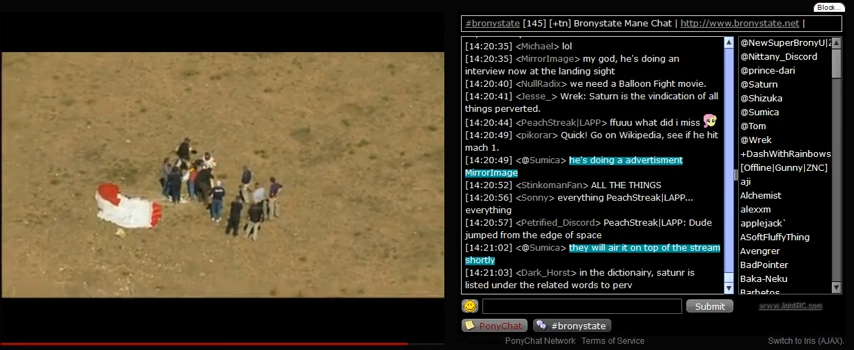 Block...
#bronystate [145] [+tn] Bronystate Mane Chat | http://www.bronystate.net |
[14:20:35] <Michael> lol
[14:20:35] <MirrorImage> my god, he's doing an
interview now at the landing sight
[14:20:40] <NullRadix> we need a Balloon Fight movie.
[14:20:41] <Jesse_> Wrek: Saturn is the vindication of all
things perverted.
[14:20:44] <PeachStreak|LAPP> ffuuu what did i miss
[14:20:49] <pikorar> Quick! Go on Wikipedia, see if he hit
mach 1.
[14:20:49] <@Sumica> he's doing a advertisment
MirrorImage
[14:20:52] <StinkomanFan> ALL THE THINGS
[14:20:56] <Sonny> everything PeachStreak|LAPP...
everything
[14:20:57] <Petrified_Discord> PeachStreak|LAPP: Dude
jumped from the edge of space
[14:21:02] <@Sumica> they will air it on top of the stream
shortly
[14:21:03] <Dark_Horst> in the dictionairy, satunr is
listed under the related words to perv
@NewSuperBronyU|
@Nittany_Discord
@prince-dari
@Saturn
@Shizuka
@Sumica
@Tom
@Wrek
+DashWithRainbows
[Offline|Gunny|ZNC]
aji
Alchemist
alexxm
applejack`
ASoftFluffyThing
Avengrer
BadPointer
Baka-Neku
Barbetos
Submit
PonyChat
#bronystate
PonyChat Network Terms of Service
Switch to Iris (AJAX).